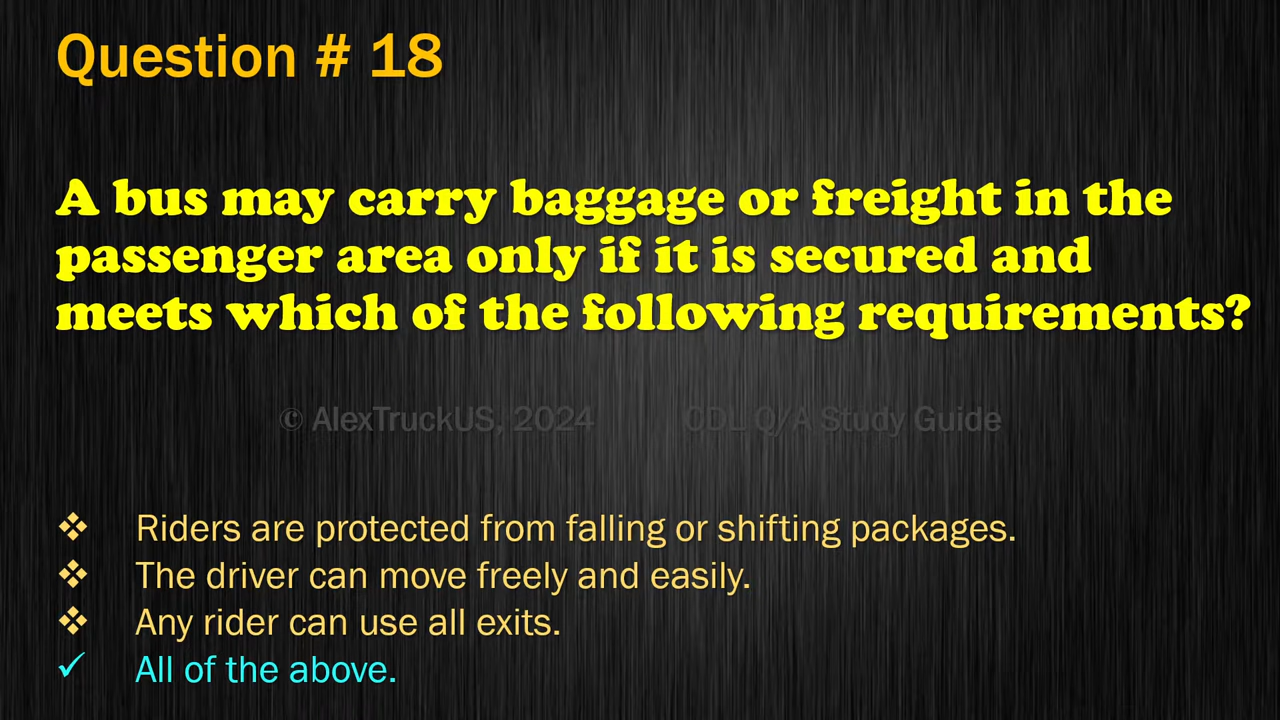 Question # 18
A bus may carry baggage or freight in the
passenger area only if it is secured and
meets which of the following requirements?
© AlexTruckUS, 2024 CDL Q/A Study Guide
❖ Riders are protected from falling or shifting packages.
❖ The driver can move freely and easily.
❖ Any rider can use all exits.
✓ All of the above.